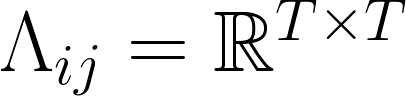 Λ_{ij} = ℝ^{T×T}